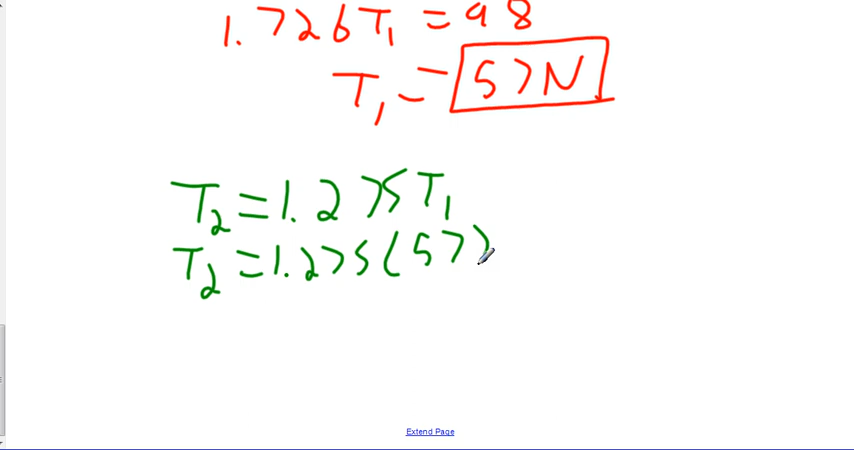 1.726T₁ = 98
T₁ = 57N
T₂ = 1.275T₁
T₂ = 1.275(57)
Extend Page